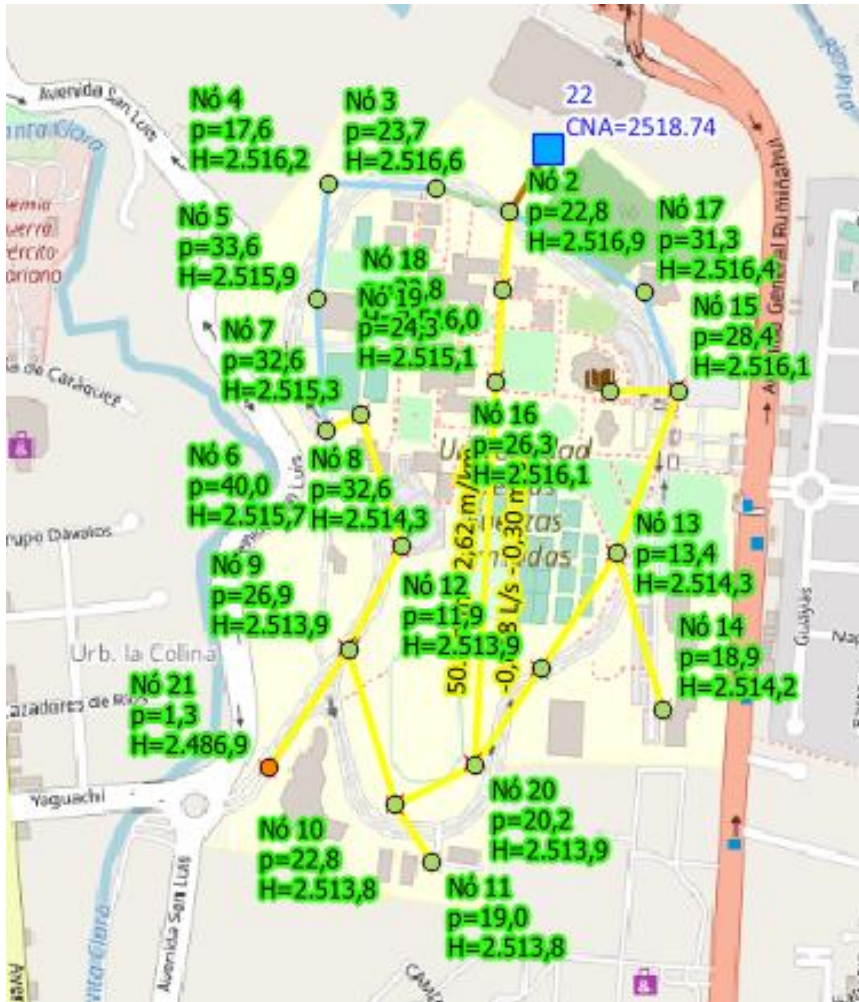 Avenida San Luis
Nó 4
p=17,6
H=2.516,2
Nó 3
p=23,7
H=2.516,6
22
CNA=2518.74
Nó 2
p=22,8
H=2.516,9
Nó 17
p=31,3
H=2.516,4
Avenida General Rumiñahui
Nó 5
p=33,6
H=2.515,9
Nó 18
Nó 19
p=24,3
H=2.515,1
Nó 15
p=28,4
H=2.516,1
Nó 7
p=32,6
H=2.515,3
Nó 16
p=26,3
H=2.516,1
Nó 6
p=40,0
H=2.515,7
Nó 8
p=32,6
H=2.514,3
Nó 13
p=13,4
H=2.514,3
Nó 9
p=26,9
H=2.513,9
Nó 12
p=11,9
H=2.513,9
Nó 14
p=18,9
H=2.514,2
Guayas
Urb. la Colina
Nó 21
p=1,3
H=2.486,9
Yaguachi
Nó 20
p=20,2
H=2.513,9
Nó 10
p=22,8
H=2.513,8
Nó 11
p=19,0
H=2.513,8
Avenida San Luis